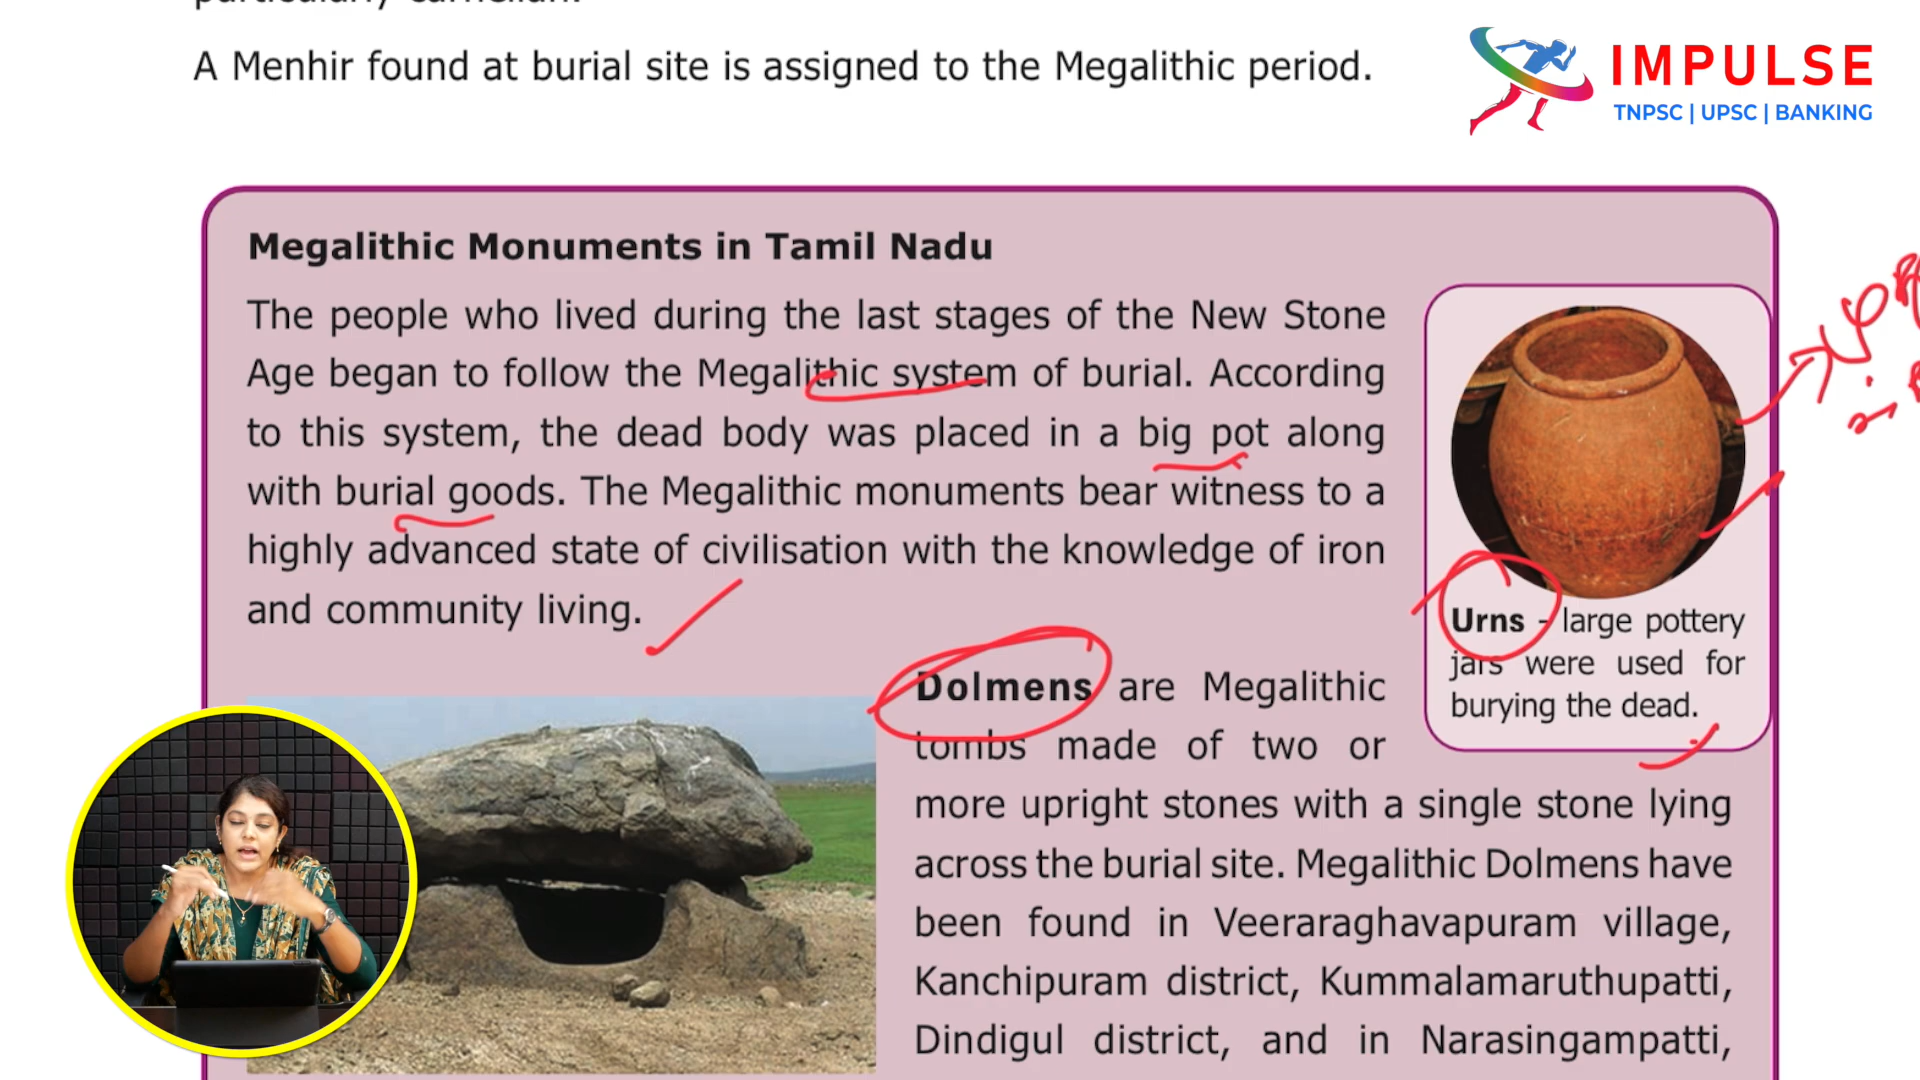 particularly carnelian.
A Menhir found at burial site is assigned to the Megalithic period.
IMPULSE
TNPSC | UPSC | BANKING
Megalithic Monuments in Tamil Nadu
The people who lived during the last stages of the New Stone
Age began to follow the Megalithic system of burial. According
to this system, the dead body was placed in a big pot along
with burial goods. The Megalithic monuments bear witness to a
highly advanced state of civilisation with the knowledge of iron
and community living.
Urns - large pottery
jars were used for
burying the dead.
Dolmens are Megalithic
tombs made of two or
more upright stones with a single stone lying
across the burial site. Megalithic Dolmens have
been found in Veeraraghavapuram village,
Kanchipuram district, Kummalamaruthupatti,
Dindigul district, and in Narasingampatti,